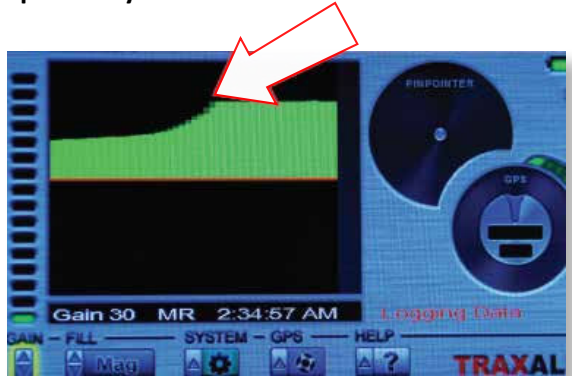 PINPOINTER
GPS
Gain 30 MR 2:34:57 AM
Logging Data
GAIN FILL SYSTEM GPS HELP
Mag ?
TRAXAL